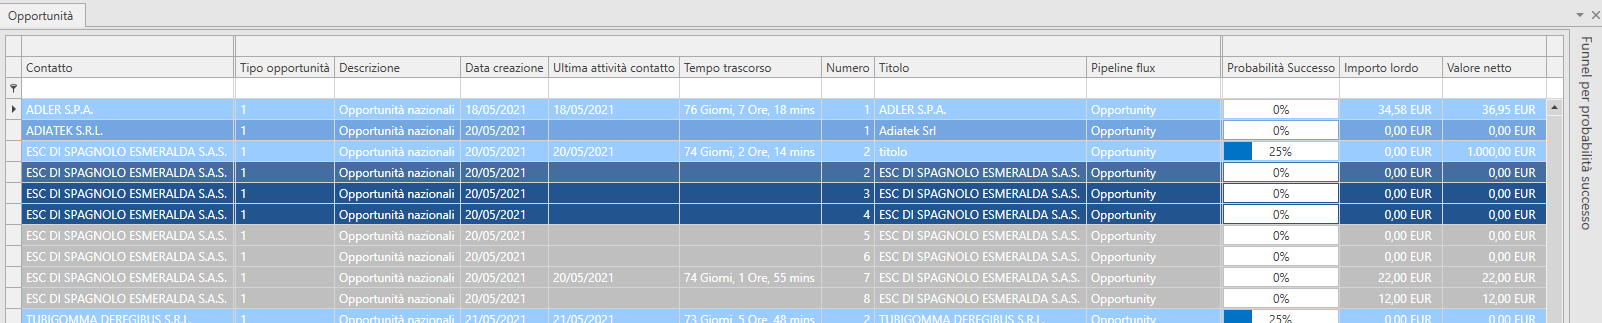 Opportunità
Contatto Tipo opportunità Descrizione Data creazione Ultima attività contatto Tempo trascorso Numero Titolo Pipeline flux Probabilità Successo Importo lordo Valore netto
ADLER S.P.A. 1 Opportunità nazionali 18/05/2021 18/05/2021 76 Giorni, 7 Ore, 18 mins 1 ADLER S.P.A. Opportunity 0% 34,58 EUR 36,95 EUR
ADIATEK S.R.L. 1 Opportunità nazionali 20/05/2021 1 Adiatek Srl Opportunity 0% 0,00 EUR 0,00 EUR
ESC DI SPAGNOLO ESMERALDA S.A.S. 1 Opportunità nazionali 20/05/2021 20/05/2021 74 Giorni, 2 Ore, 14 mins 2 titolo Opportunity 25% 0,00 EUR 1.000,00 EUR
ESC DI SPAGNOLO ESMERALDA S.A.S. 1 Opportunità nazionali 20/05/2021 2 ESC DI SPAGNOLO ESMERALDA S.A.S. Opportunity 0% 0,00 EUR 0,00 EUR
ESC DI SPAGNOLO ESMERALDA S.A.S. 1 Opportunità nazionali 20/05/2021 3 ESC DI SPAGNOLO ESMERALDA S.A.S. Opportunity 0% 0,00 EUR 0,00 EUR
ESC DI SPAGNOLO ESMERALDA S.A.S. 1 Opportunità nazionali 20/05/2021 4 ESC DI SPAGNOLO ESMERALDA S.A.S. Opportunity 0% 0,00 EUR 0,00 EUR
ESC DI SPAGNOLO ESMERALDA S.A.S. 1 Opportunità nazionali 20/05/2021 5 ESC DI SPAGNOLO ESMERALDA S.A.S. Opportunity 0% 0,00 EUR 0,00 EUR
ESC DI SPAGNOLO ESMERALDA S.A.S. 1 Opportunità nazionali 20/05/2021 6 ESC DI SPAGNOLO ESMERALDA S.A.S. Opportunity 0% 0,00 EUR 0,00 EUR
ESC DI SPAGNOLO ESMERALDA S.A.S. 1 Opportunità nazionali 20/05/2021 20/05/2021 74 Giorni, 1 Ore, 55 mins 7 ESC DI SPAGNOLO ESMERALDA S.A.S. Opportunity 0% 22,00 EUR 22,00 EUR
ESC DI SPAGNOLO ESMERALDA S.A.S. 1 Opportunità nazionali 20/05/2021 8 ESC DI SPAGNOLO ESMERALDA S.A.S. Opportunity 0% 12,00 EUR 12,00 EUR
TUBIGOMMA DEREGIBUS S.R.L. 1 Opportunità nazionali 21/05/2021 21/05/2021 73 Giorni, 5 Ore, 48 mins 2 TUBIGOMMA DEREGIBUS S.R.L. Opportunity 25% 0,00 EUR 0,00 EUR
Funnel per probabilità successo